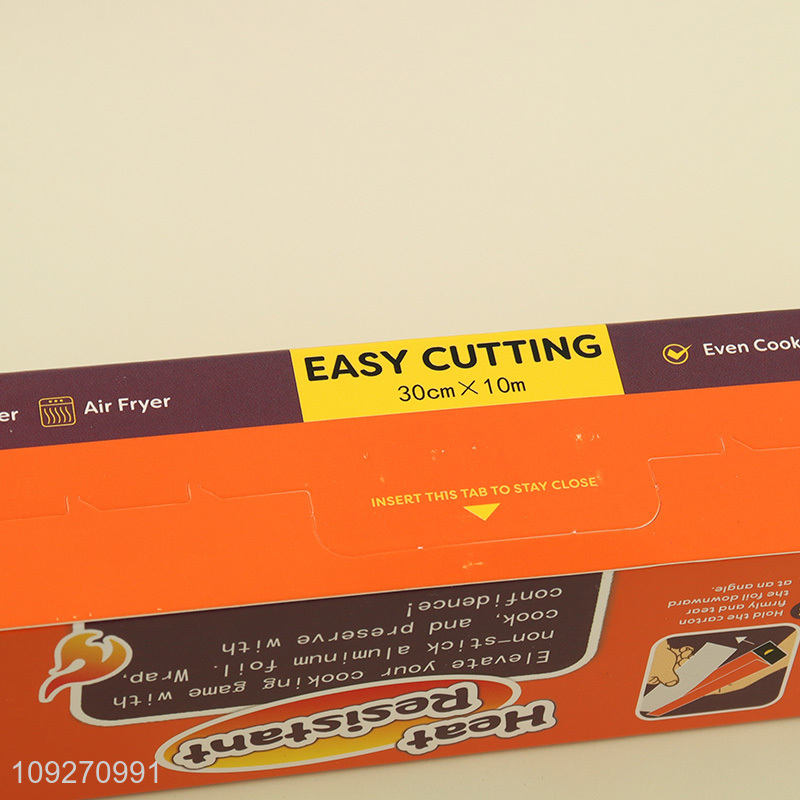 er
Air Fryer
EASY CUTTING
30cm×10m
Even Cook
INSERT THIS TAB TO STAY CLOSE
Heat
Resistant
Elevate your cooking game with
non-stick aluminum foil. Wrap,
cook, and preserve with
confidence!
Hold the carton
firmly and tear
the foil downward
at an angle.
109270991